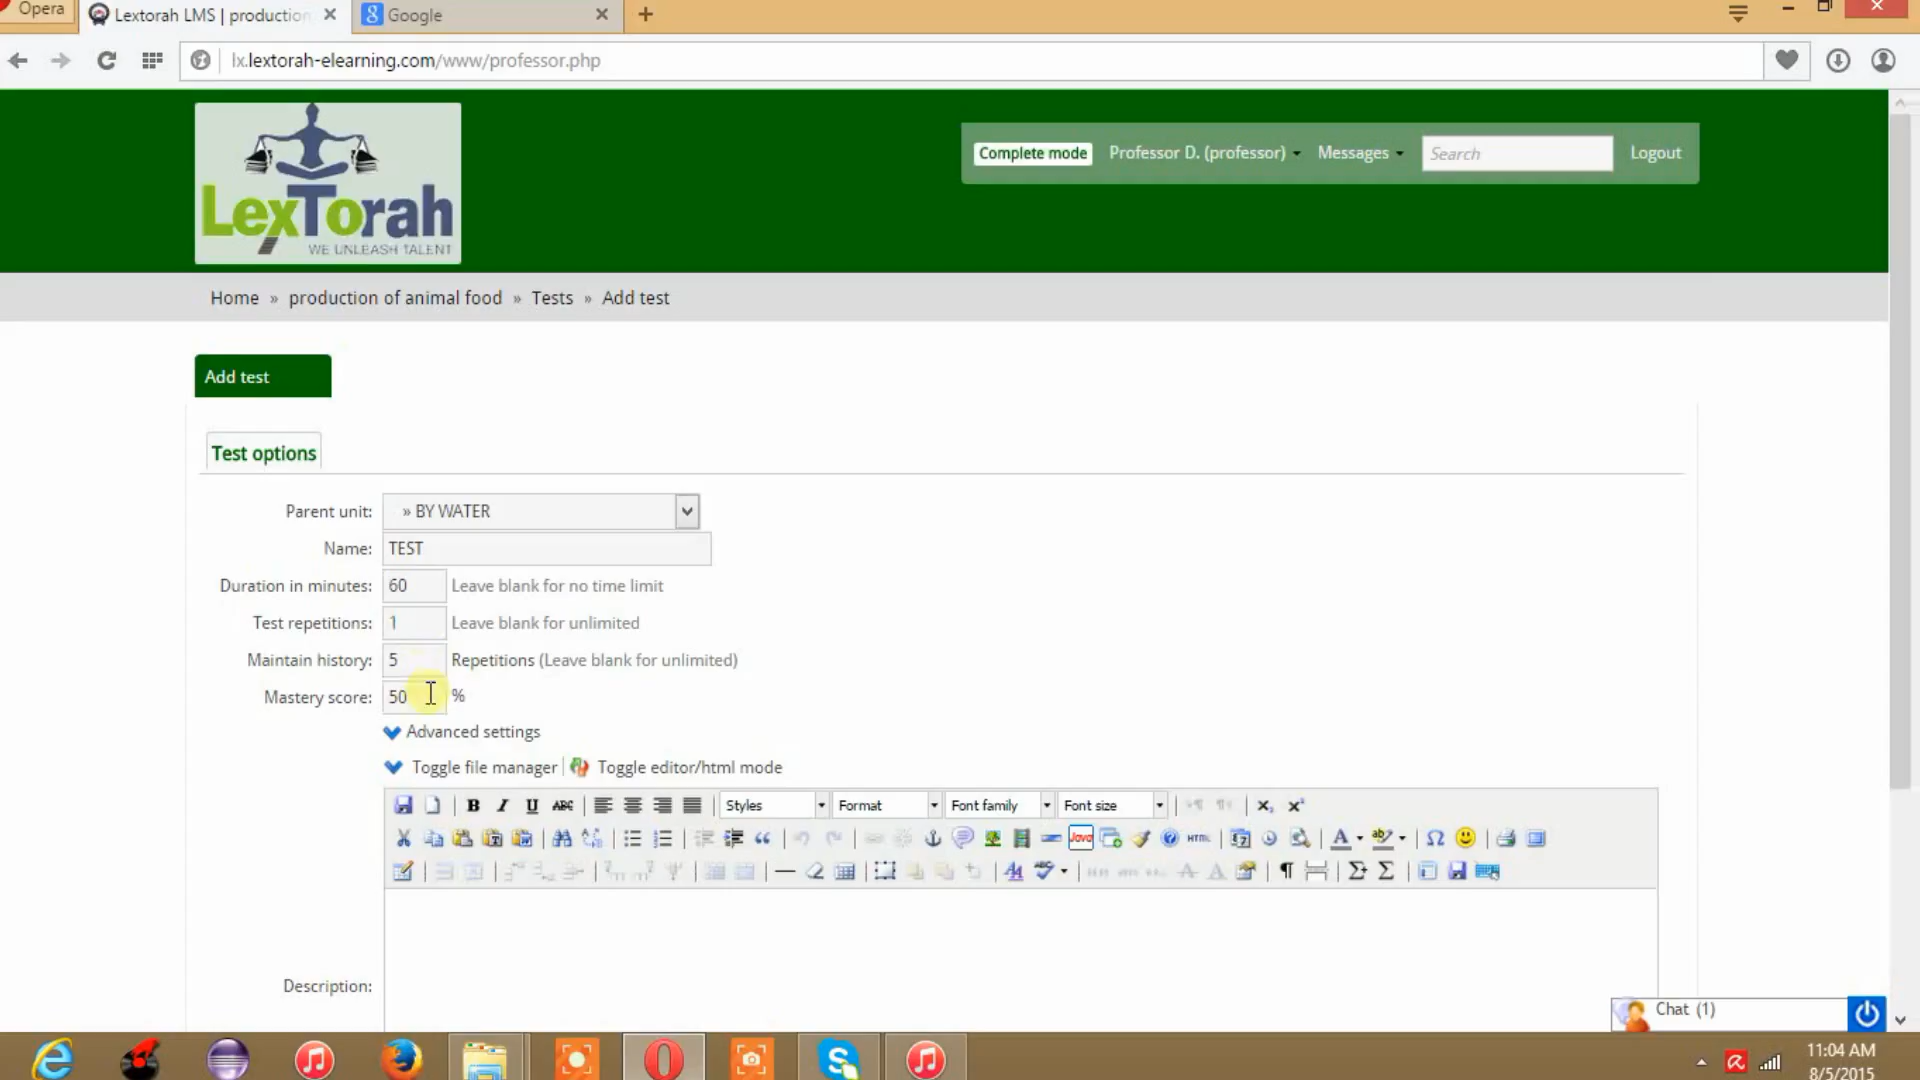 Opera
Lextorah LMS | production
Google
lx.lextorah-elearning.com/www/professor.php
LexTorah
WE UNLEASH TALENT
Complete mode
Professor D. (professor)
Messages
Search
Logout
Home » production of animal food » Tests » Add test
Add test
Test options
Parent unit: » BY WATER
Name: TEST
Duration in minutes: 60 Leave blank for no time limit
Test repetitions: 1 Leave blank for unlimited
Maintain history: 5 Repetitions (Leave blank for unlimited)
Mastery score: 50 %
Advanced settings
Toggle file manager | Toggle editor/html mode
B I U ABC Styles Format Font family Font size
Java HTML
Description:
Chat (1)
11:04 AM
8/5/2015